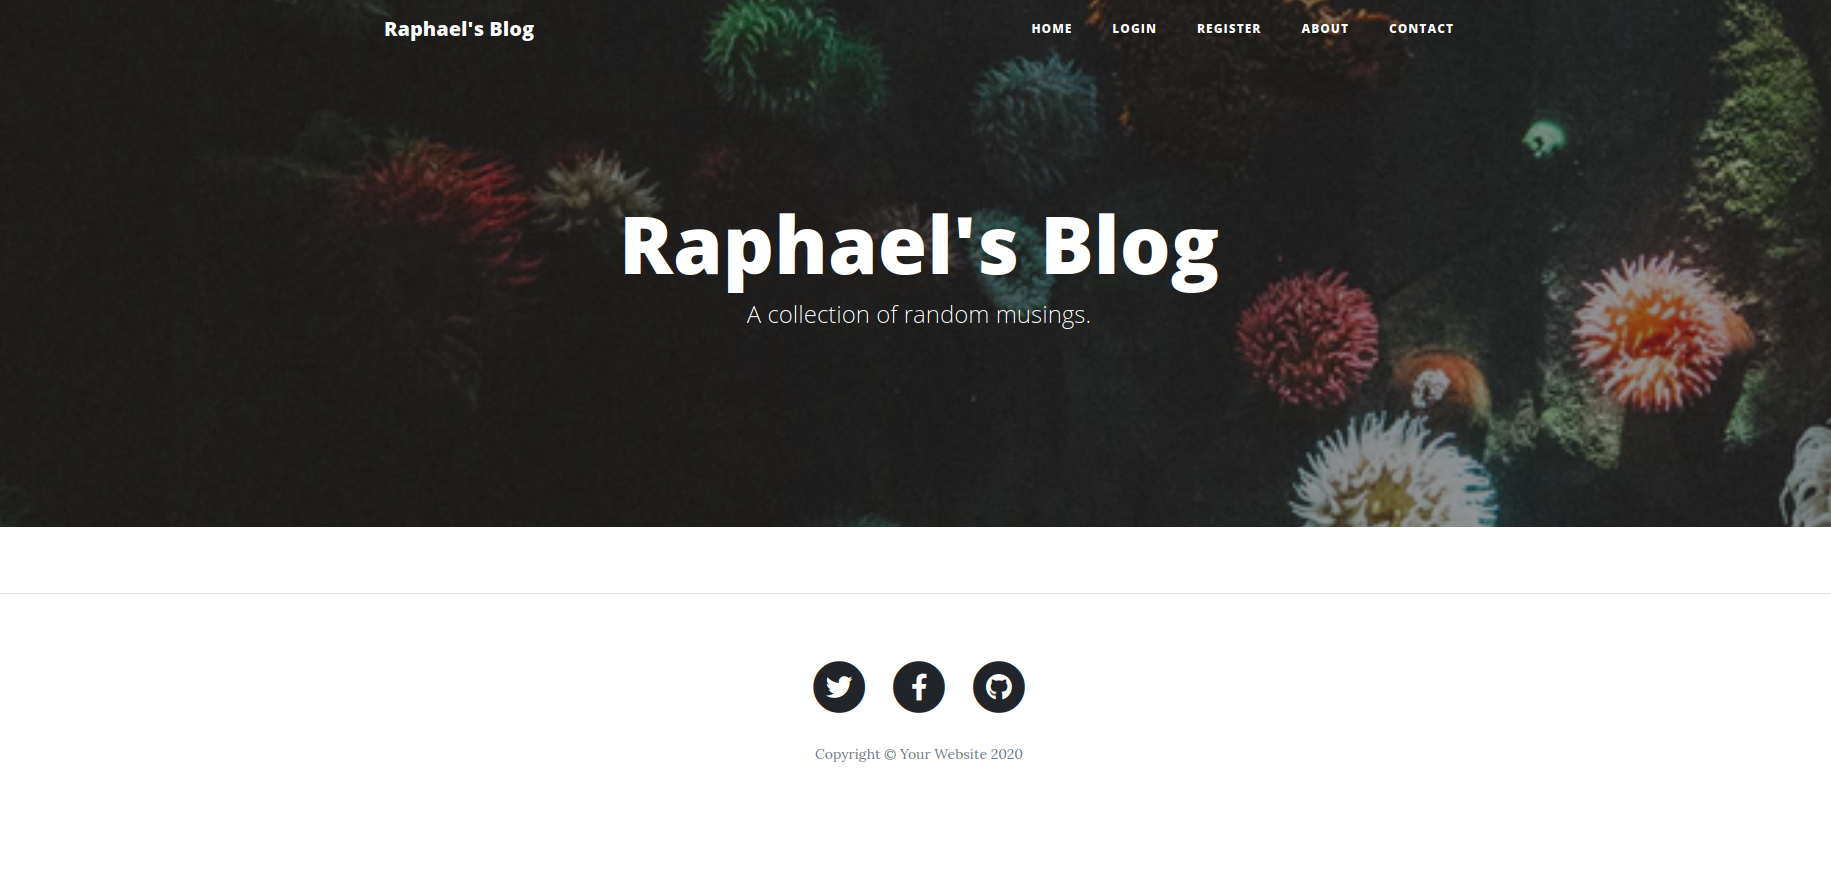 Raphael's Blog
HOME LOGIN REGISTER ABOUT CONTACT
Raphael's Blog
A collection of random musings.
Copyright © Your Website 2020